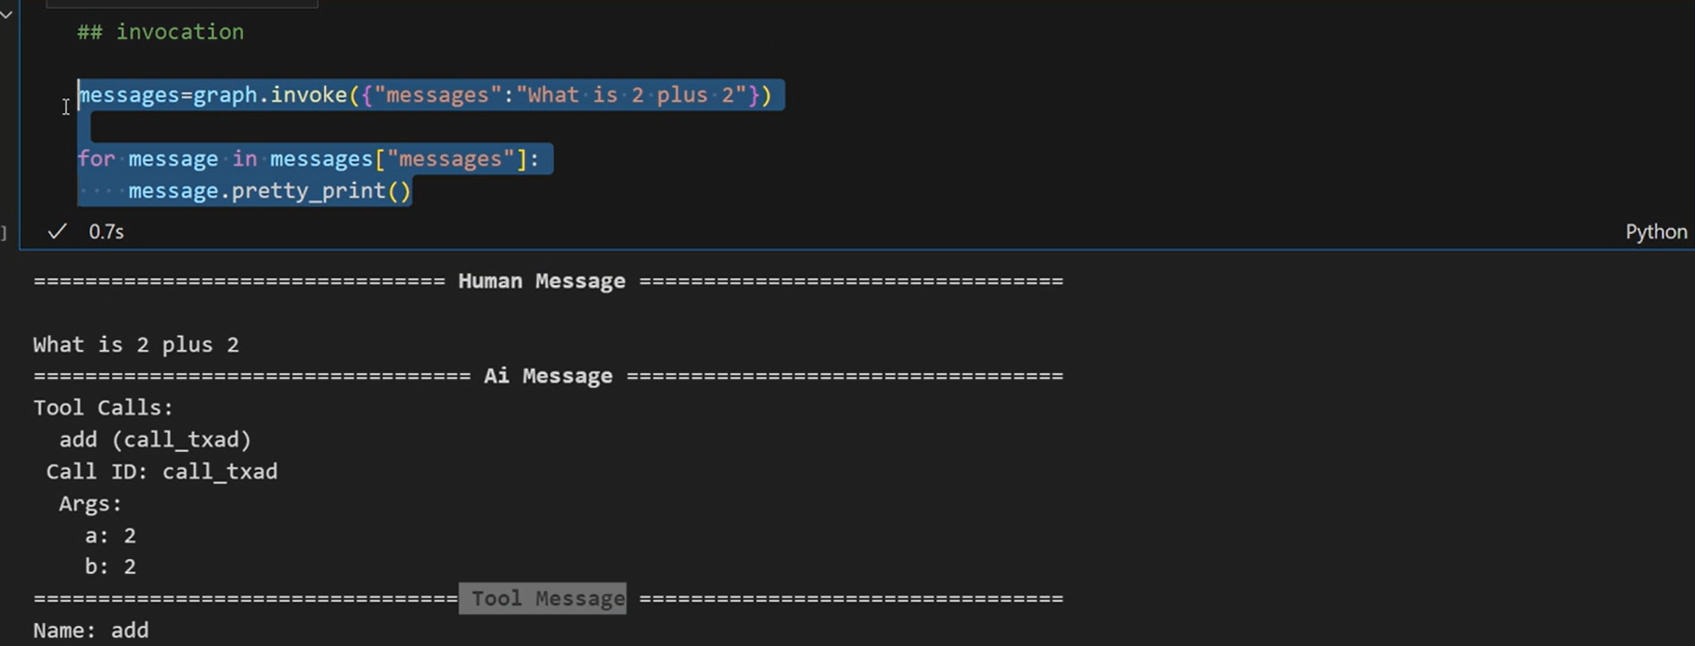 ## invocation
messages=graph.invoke({"messages":"What is 2 plus 2"})
for message in messages["messages"]:
    message.pretty_print()
] ✓ 0.7s Python
================================ Human Message =================================
What is 2 plus 2
================================== Ai Message ==================================
Tool Calls:
  add (call_txad)
 Call ID: call_txad
  Args:
    a: 2
    b: 2
================================= Tool Message =================================
Name: add